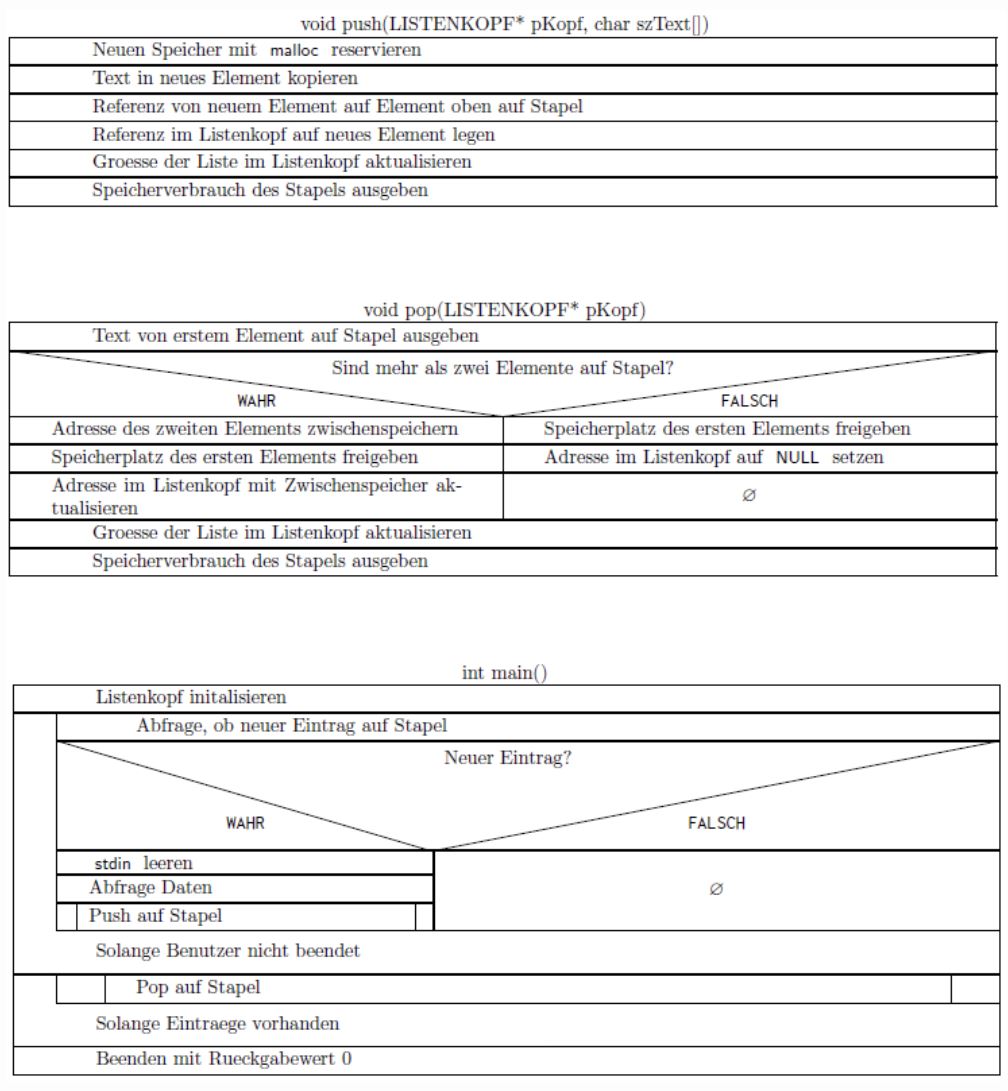 void push(LISTENKOPF* pKopf, char szText[])
Neuen Speicher mit malloc reservieren
Text in neues Element kopieren
Referenz von neuem Element auf Element oben auf Stapel
Referenz im Listenkopf auf neues Element legen
Groesse der Liste im Listenkopf aktualisieren
Speicherverbrauch des Stapels ausgeben
void pop(LISTENKOPF* pKopf)
Text von erstem Element auf Stapel ausgeben
Sind mehr als zwei Elemente auf Stapel?
WAHR
FALSCH
Adresse des zweiten Elements zwischenspeichern
Speicherplatz des ersten Elements freigeben
Speicherplatz des ersten Elements freigeben
Adresse im Listenkopf auf NULL setzen
Adresse im Listenkopf mit Zwischenspeicher ak-
tualisieren
∅
Groesse der Liste im Listenkopf aktualisieren
Speicherverbrauch des Stapels ausgeben
int main()
Listenkopf initalisieren
Abfrage, ob neuer Eintrag auf Stapel
Neuer Eintrag?
WAHR
FALSCH
stdin leeren
Abfrage Daten
∅
Push auf Stapel
Solange Benutzer nicht beendet
Pop auf Stapel
Solange Eintraege vorhanden
Beenden mit Rueckgabewert 0